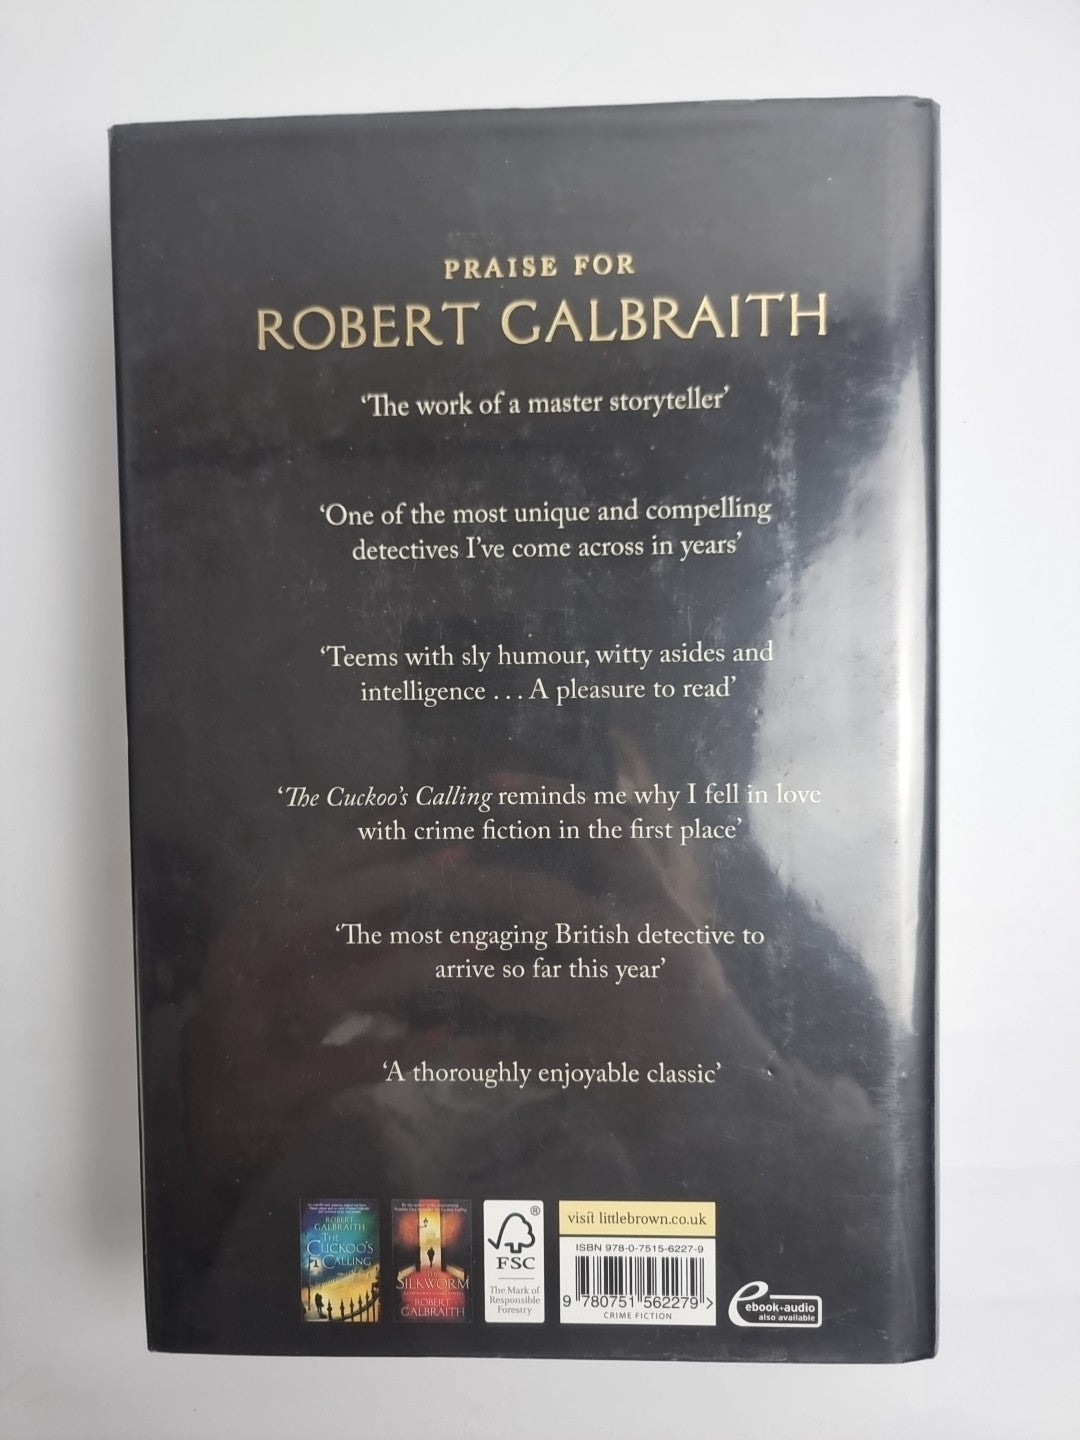 PRAISE FOR
ROBERT GALBRAITH
‘The work of a master storyteller’
‘One of the most unique and compelling
detectives I’ve come across in years’
‘Teems with sly humour, witty asides and
intelligence . . . A pleasure to read’
‘The Cuckoo’s Calling reminds me why I fell in love
with crime fiction in the first place’
‘The most engaging British detective to
arrive so far this year’
‘A thoroughly enjoyable classic’
ROBERT
GALBRAITH
THE
CUCKOO’S
CALLING
THE
SILKWORM
ROBERT
GALBRAITH
®
FSC
The Mark of
Responsible
Forestry
visit littlebrown.co.uk
ISBN 978-0-7515-6227-9
9 780751 562279 >
CRIME FICTION
ebook+audio
also available